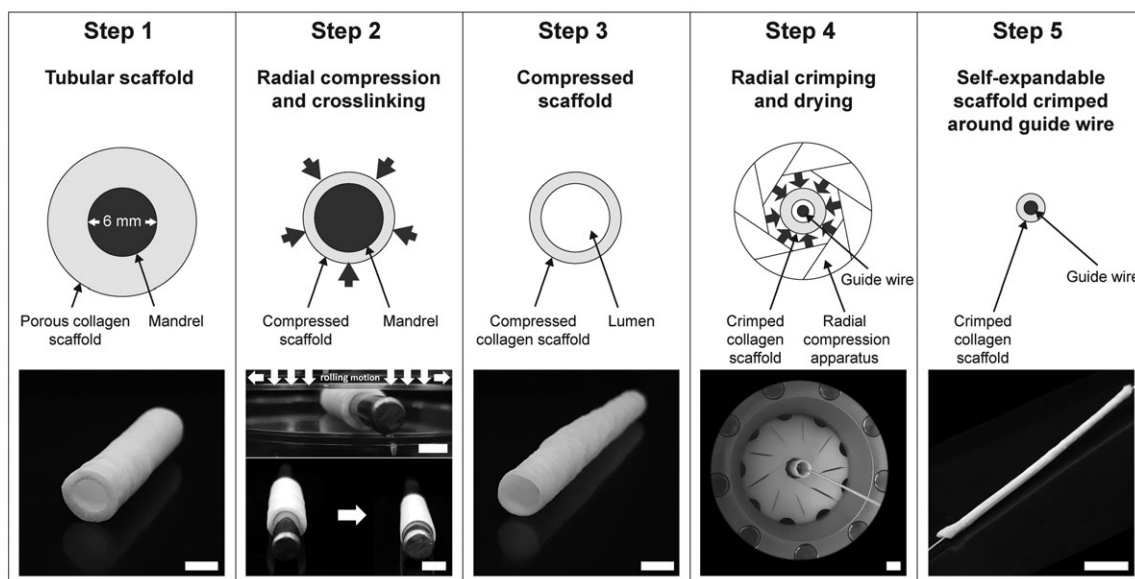 Step 1
Tubular scaffold
6 mm
Porous collagen
scaffold
Mandrel
Step 2
Radial compression
and crosslinking
Compressed
scaffold
Mandrel
rolling motion
Step 3
Compressed
scaffold
Compressed
collagen scaffold
Lumen
Step 4
Radial crimping
and drying
Guide wire
Crimped
collagen
scaffold
Radial
compression
apparatus
Step 5
Self-expandable
scaffold crimped
around guide wire
Guide wire
Crimped
collagen
scaffold